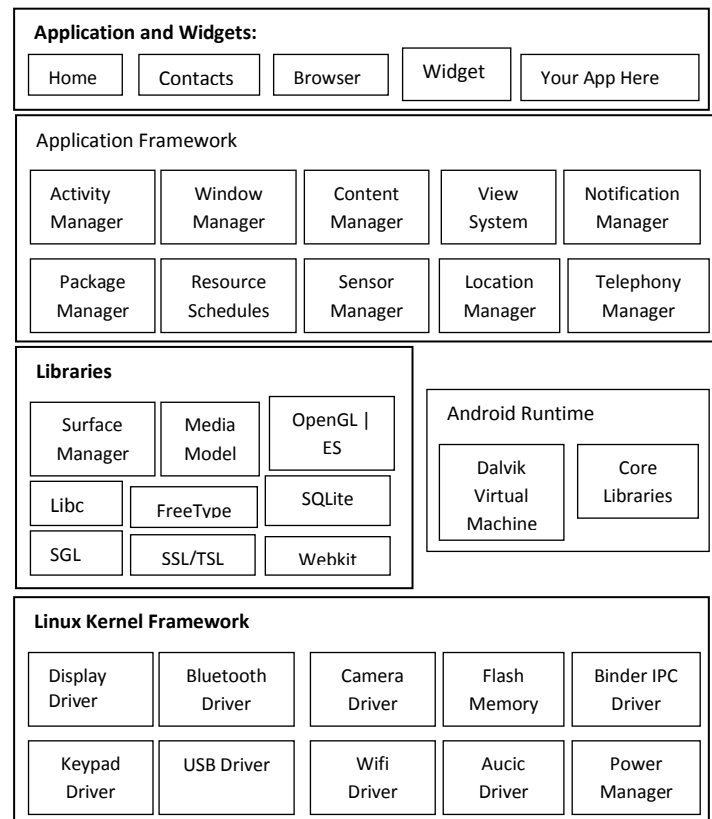 Application and Widgets:
Home
Contacts
Browser
Widget
Your App Here
Application Framework
Activity
Manager
Window
Manager
Content
Manager
View
System
Notification
Manager
Package
Manager
Resource
Schedules
Sensor
Manager
Location
Manager
Telephony
Manager
Libraries
Surface
Manager
Media
Model
OpenGL |
ES
Libc
FreeType
SQLite
SGL
SSL/TSL
Webkit
Android Runtime
Dalvik
Virtual
Machine
Core
Libraries
Linux Kernel Framework
Display
Driver
Bluetooth
Driver
Camera
Driver
Flash
Memory
Binder IPC
Driver
Keypad
Driver
USB Driver
Wifi
Driver
Aucic
Driver
Power
Manager